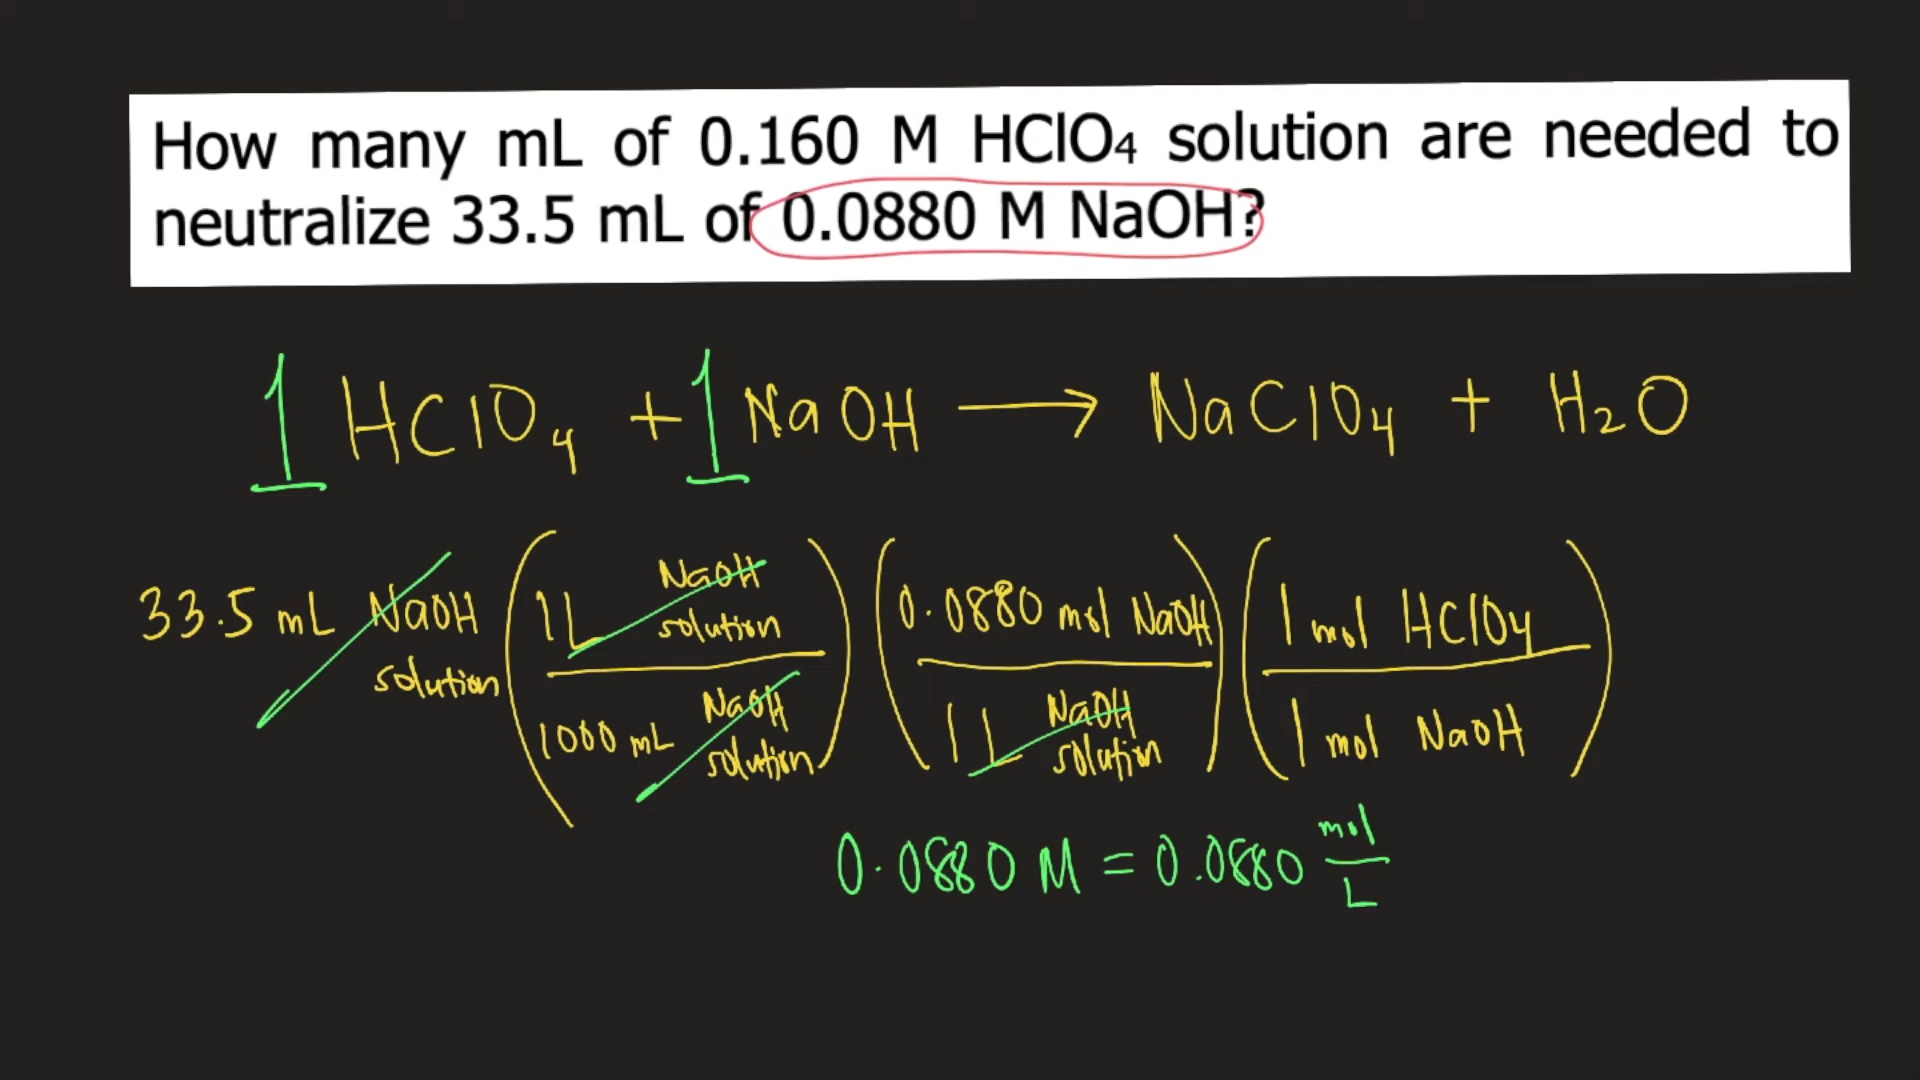 How many mL of 0.160 M HClO4 solution are needed to
neutralize 33.5 mL of 0.0880 M NaOH?
1 HClO₄ + 1 NaOH → NaClO₄ + H₂O
33.5 mL NaOH solution (1L NaOH solution / 1000 mL NaOH solution) (0.0880 mol NaOH / 1 L NaOH solution) (1 mol HClO₄ / 1 mol NaOH)
0.0880 M = 0.0880 mol / L